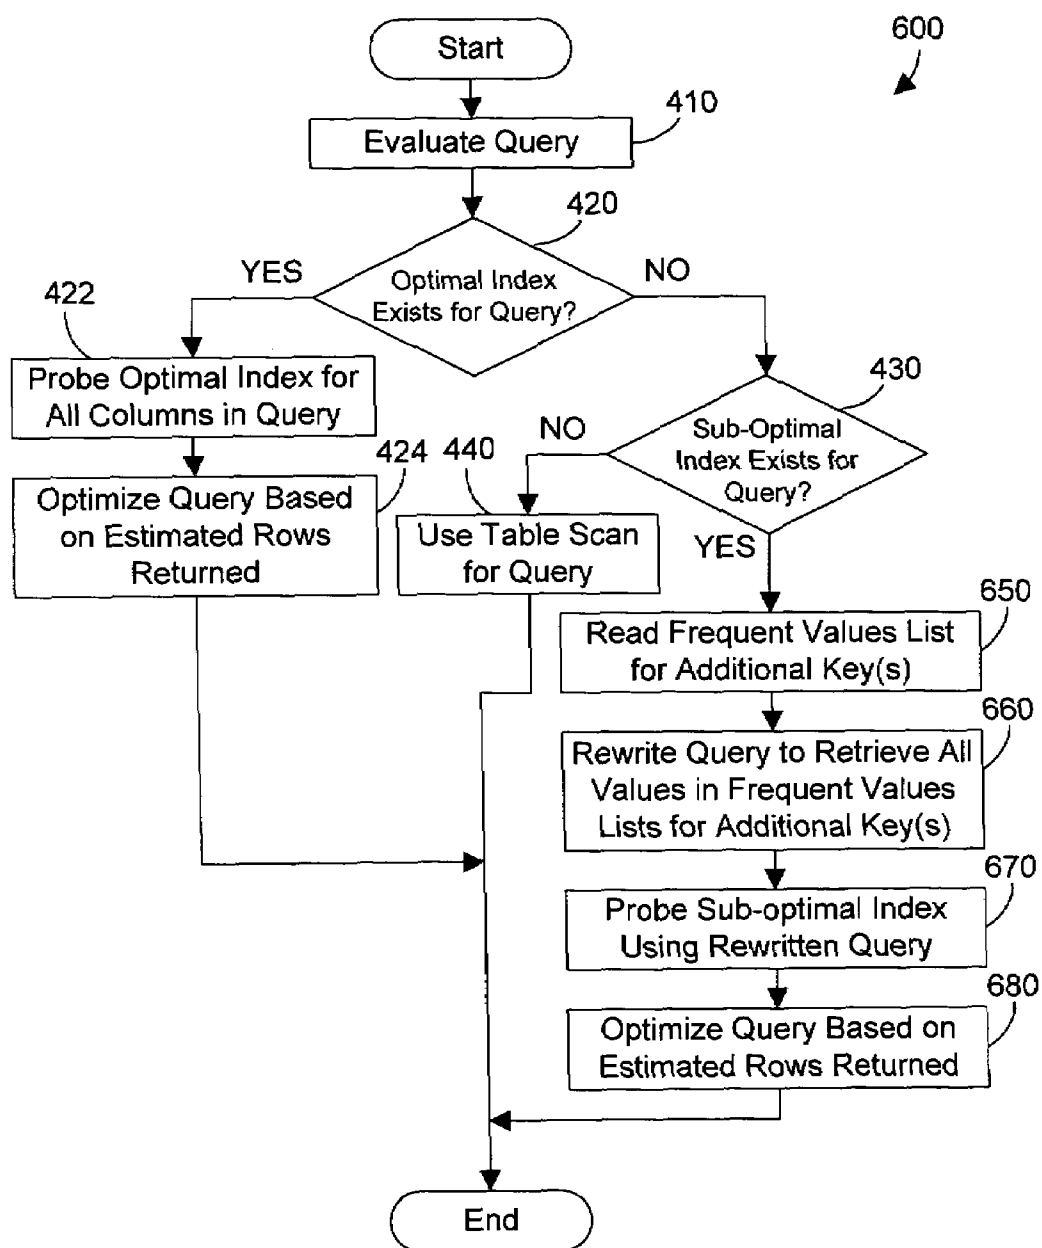 Start
600
410
Evaluate Query
420
YES
Optimal Index
Exists for Query?
NO
422
Probe Optimal Index for
All Columns in Query
430
Sub-Optimal
Index Exists for
Query?
NO
YES
424
Optimize Query Based
on Estimated Rows
Returned
440
Use Table Scan
for Query
650
Read Frequent Values List
for Additional Key(s)
660
Rewrite Query to Retrieve All
Values in Frequent Values
Lists for Additional Key(s)
670
Probe Sub-optimal Index
Using Rewritten Query
680
Optimize Query Based on
Estimated Rows Returned
End